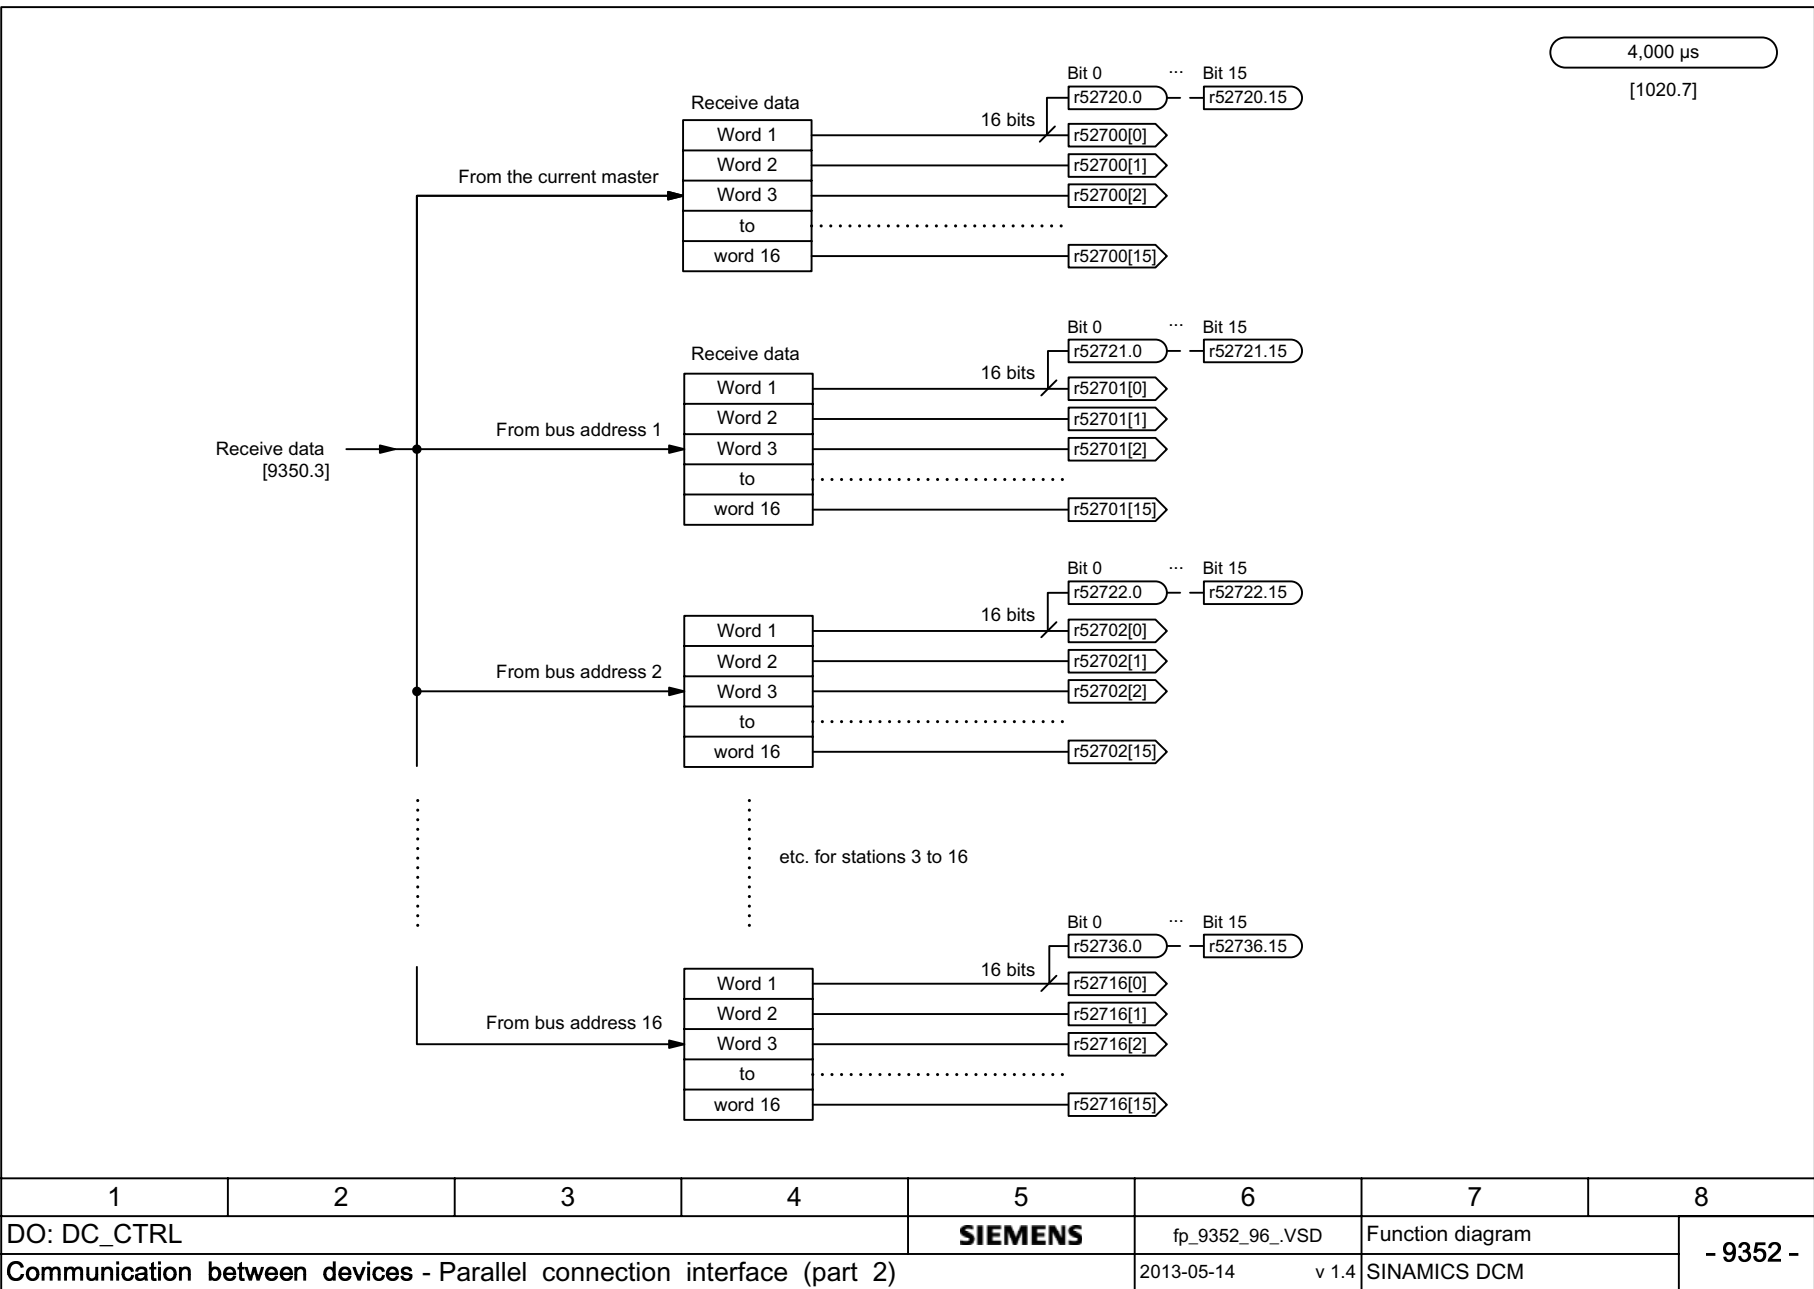 4,000 µs
[1020.7]
Bit 0 ... Bit 15
r52720.0 r52720.15
Receive data
16 bits
Word 1 r52700[0]
Word 2 r52700[1]
From the current master
Word 3 r52700[2]
to
word 16 r52700[15]
Bit 0 ... Bit 15
r52721.0 r52721.15
Receive data
16 bits
Word 1 r52701[0]
Word 2 r52701[1]
From bus address 1
Receive data
[9350.3]
Word 3 r52701[2]
to
word 16 r52701[15]
Bit 0 ... Bit 15
r52722.0 r52722.15
16 bits
Word 1 r52702[0]
Word 2 r52702[1]
From bus address 2
Word 3 r52702[2]
to
word 16 r52702[15]
etc. for stations 3 to 16
Bit 0 ... Bit 15
r52736.0 r52736.15
16 bits
Word 1 r52716[0]
Word 2 r52716[1]
From bus address 16
Word 3 r52716[2]
to
word 16 r52716[15]
1 2 3 4 5 6 7 8
DO: DC_CTRL SIEMENS fp_9352_96_.VSD Function diagram
- 9352 -
Communication between devices - Parallel connection interface (part 2) 2013-05-14 v 1.4 SINAMICS DCM